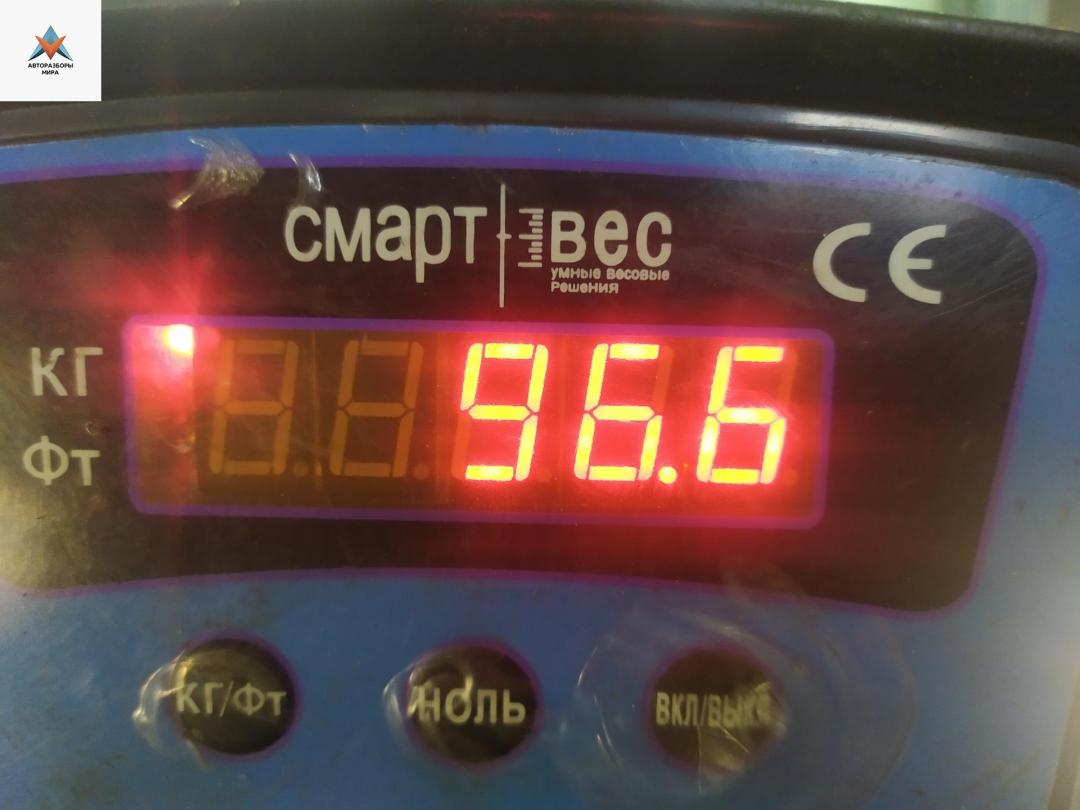 АВТОРАЗБОРЫ
МИРА
смарт вес
умные весовые
Решения
CE
КГ
96.6
Фт
КГ/Фт НОЛЬ ВКЛ/ВЫКЛ